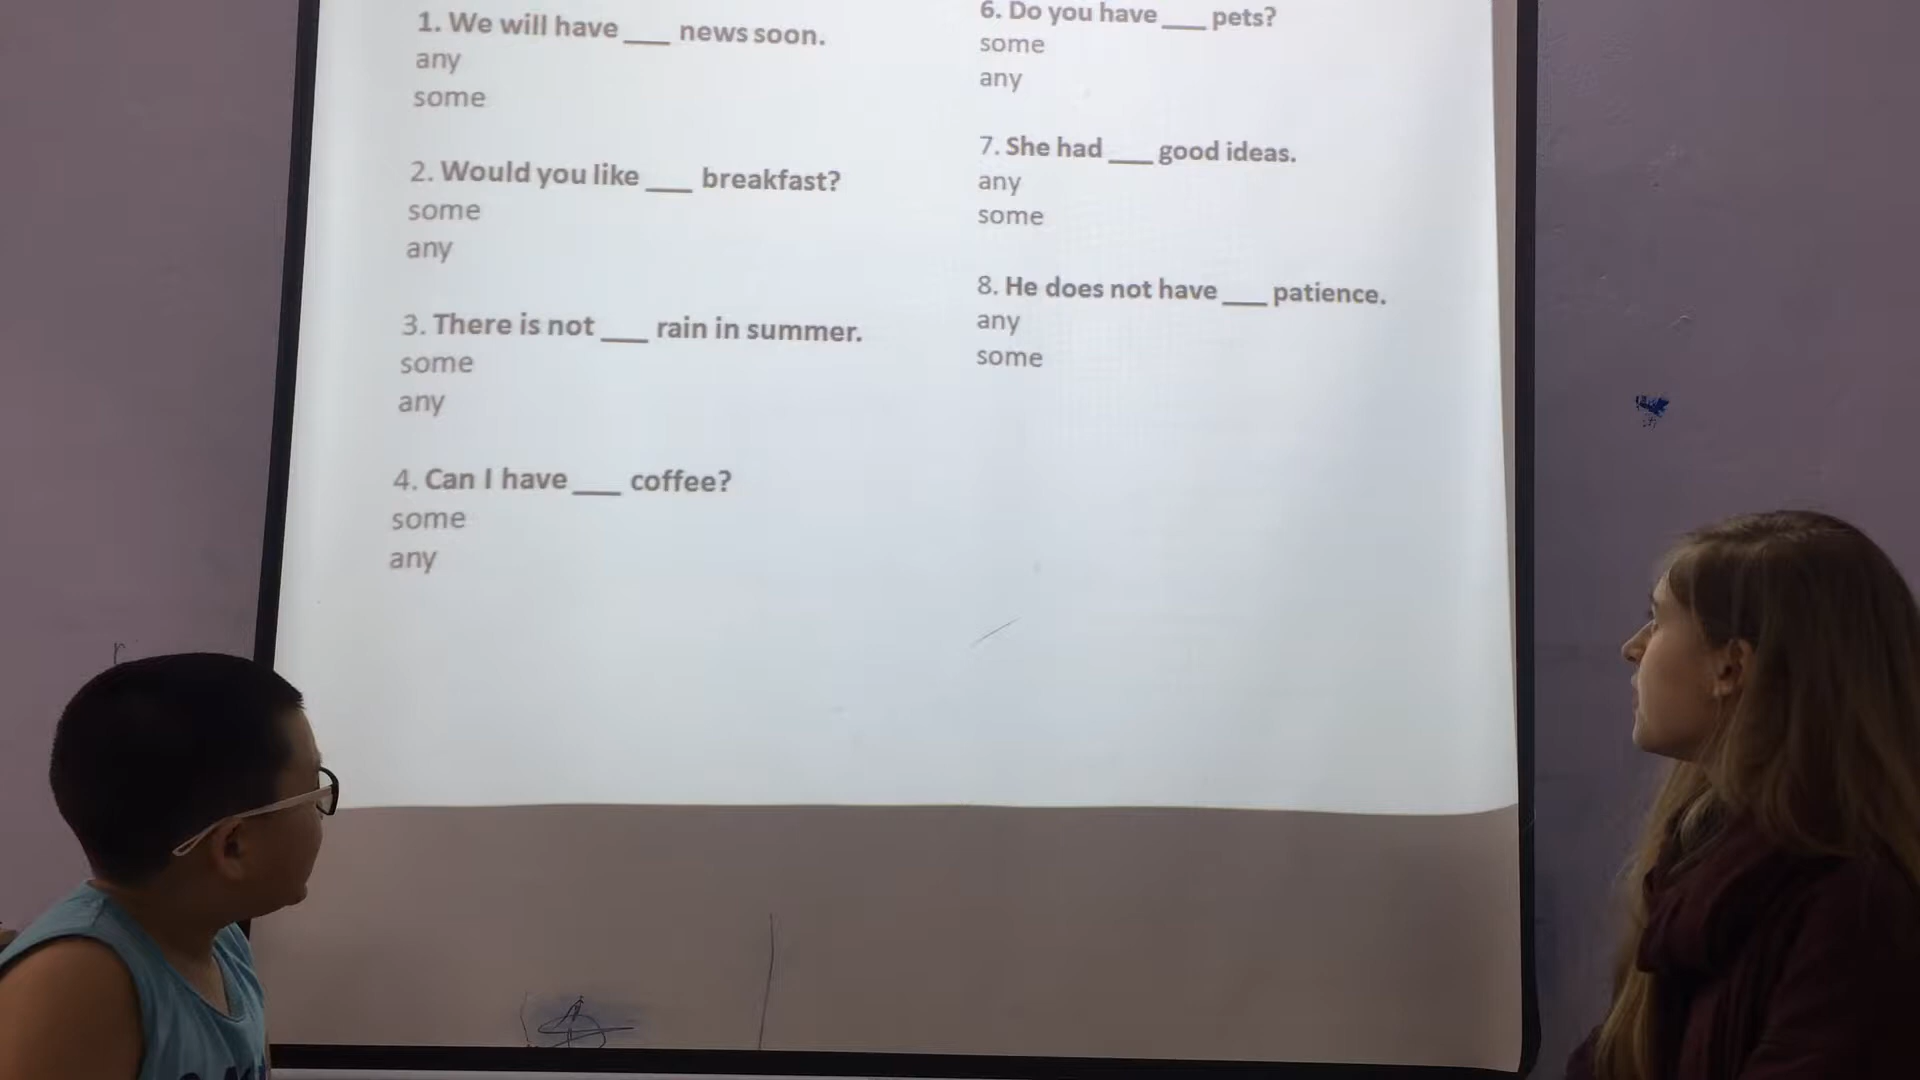 1. We will have ___ news soon.
any
some
2. Would you like ___ breakfast?
some
any
3. There is not ___ rain in summer.
some
any
4. Can I have ___ coffee?
some
any
6. Do you have ___ pets?
some
any
7. She had ___ good ideas.
any
some
8. He does not have ___ patience.
any
some